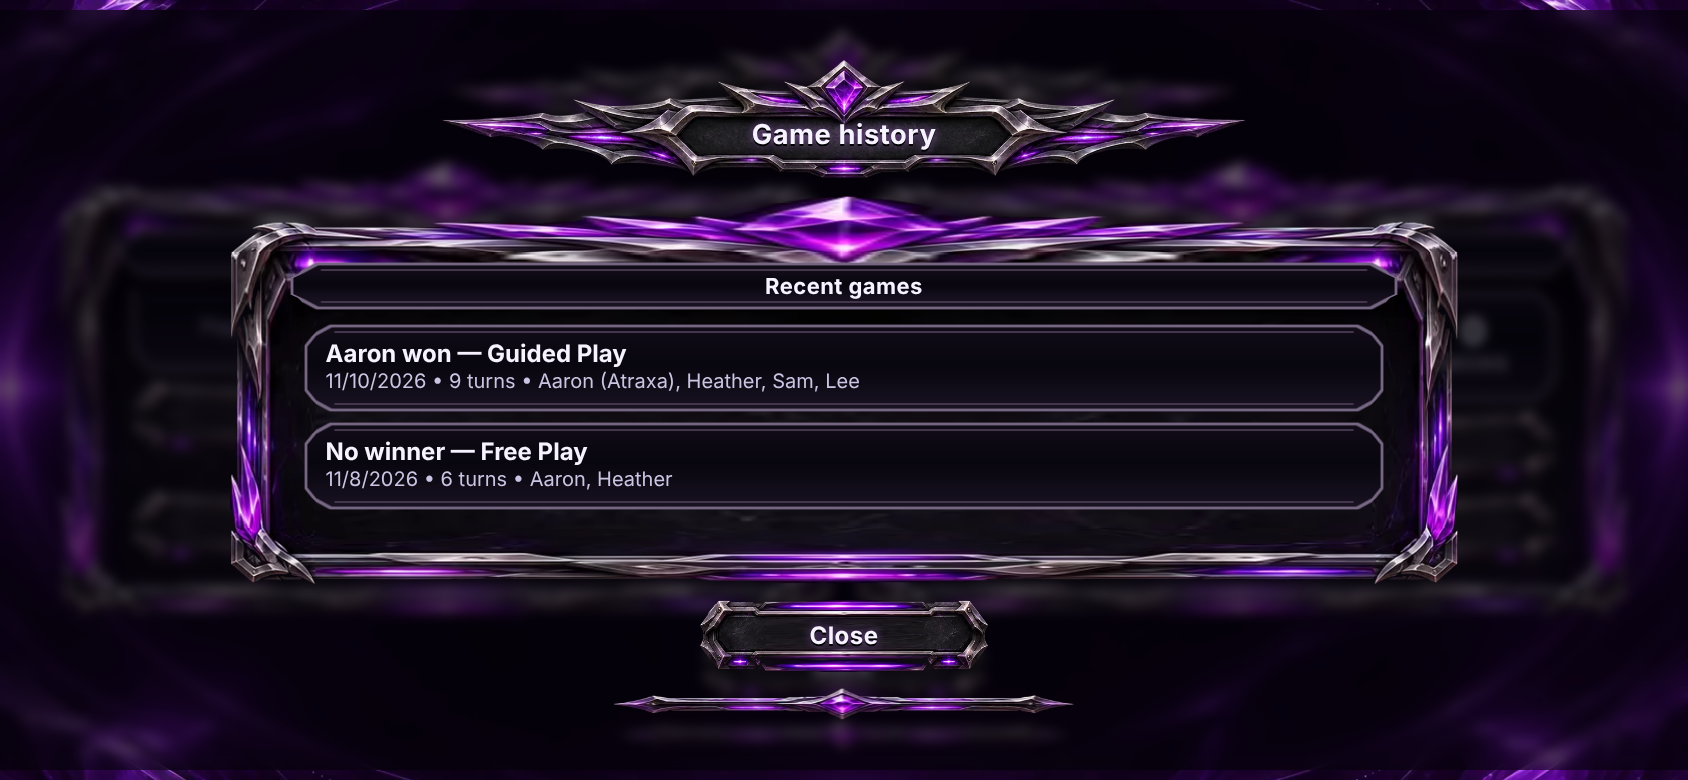 Game history
Recent games
Aaron won — Guided Play
11/10/2026 • 9 turns • Aaron (Atraxa), Heather, Sam, Lee
No winner — Free Play
11/8/2026 • 6 turns • Aaron, Heather
Close